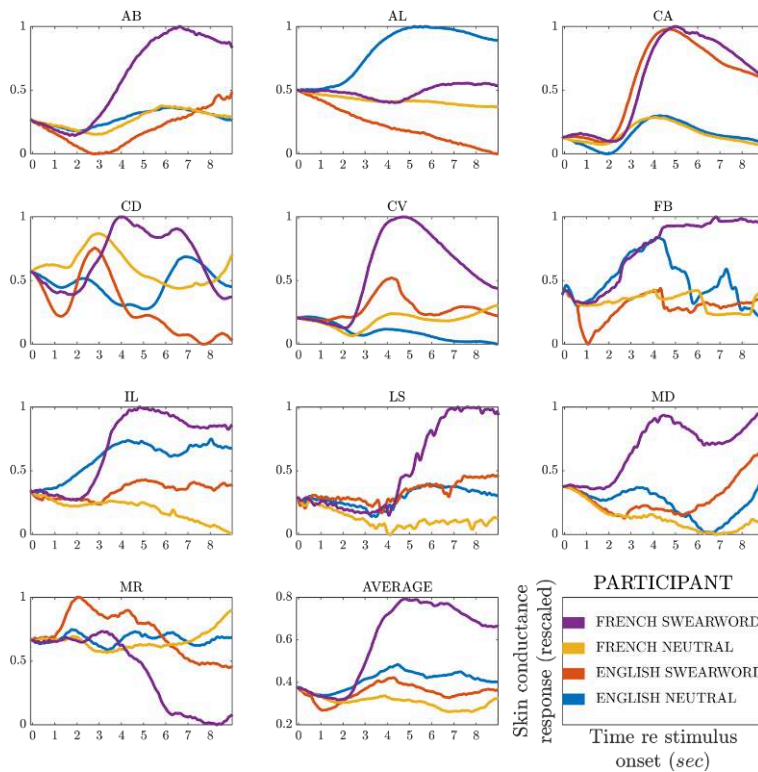 AB
AL
CA
1
0.5
0
0 1 2 3 4 5 6 7 8
1
0.5
0
0 1 2 3 4 5 6 7 8
1
0.5
0
0 1 2 3 4 5 6 7 8
CD
CV
FB
1
0.5
0
0 1 2 3 4 5 6 7 8
1
0.5
0
0 1 2 3 4 5 6 7 8
1
0.5
0
0 1 2 3 4 5 6 7 8
IL
LS
MD
1
0.5
0
0 1 2 3 4 5 6 7 8
1
0.5
0
0 1 2 3 4 5 6 7 8
1
0.5
0
0 1 2 3 4 5 6 7 8
MR
AVERAGE
1
0.5
0
0 1 2 3 4 5 6 7 8
0.8
0.6
0.4
0.2
0 1 2 3 4 5 6 7 8
Skin conductance
response (rescaled)
PARTICIPANT
FRENCH SWEARWORD
FRENCH NEUTRAL
ENGLISH SWEARWORD
ENGLISH NEUTRAL
Time re stimulus
onset (sec)